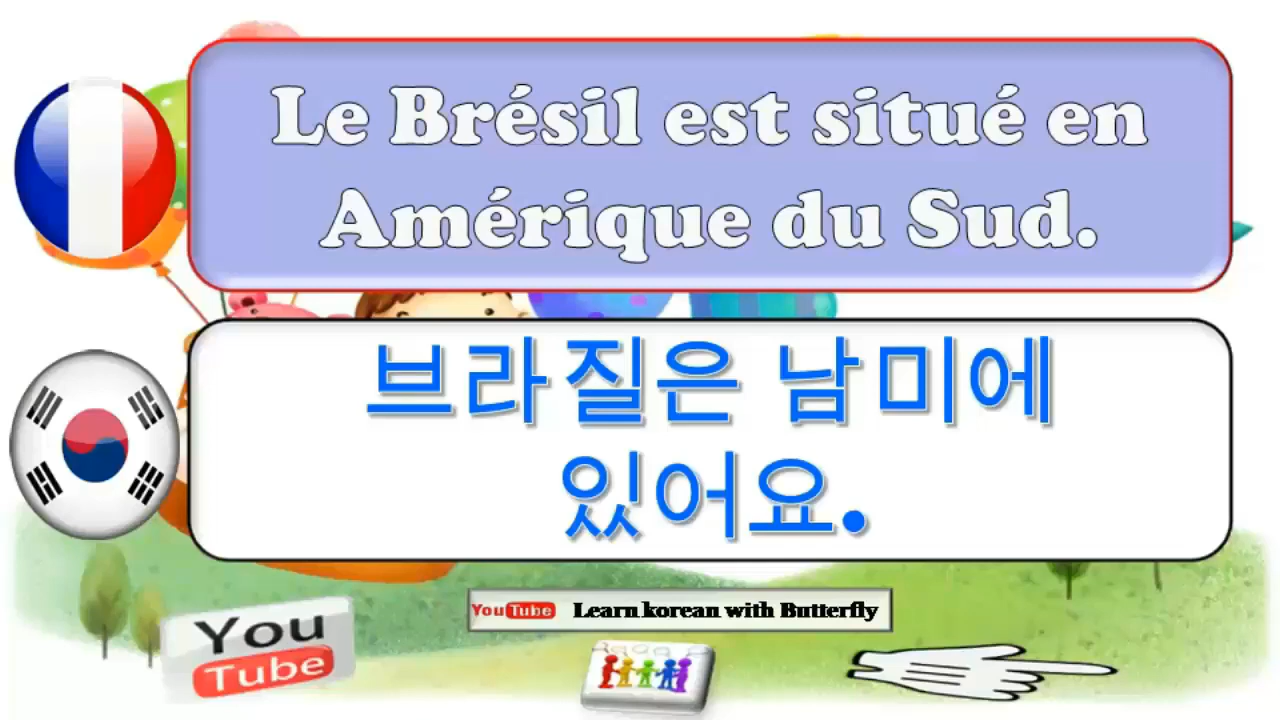 Le Brésil est situé en
Amérique du Sud.
브라질은 남미에
있어요.
YouTube Learn korean with Butterfly
You
Tube